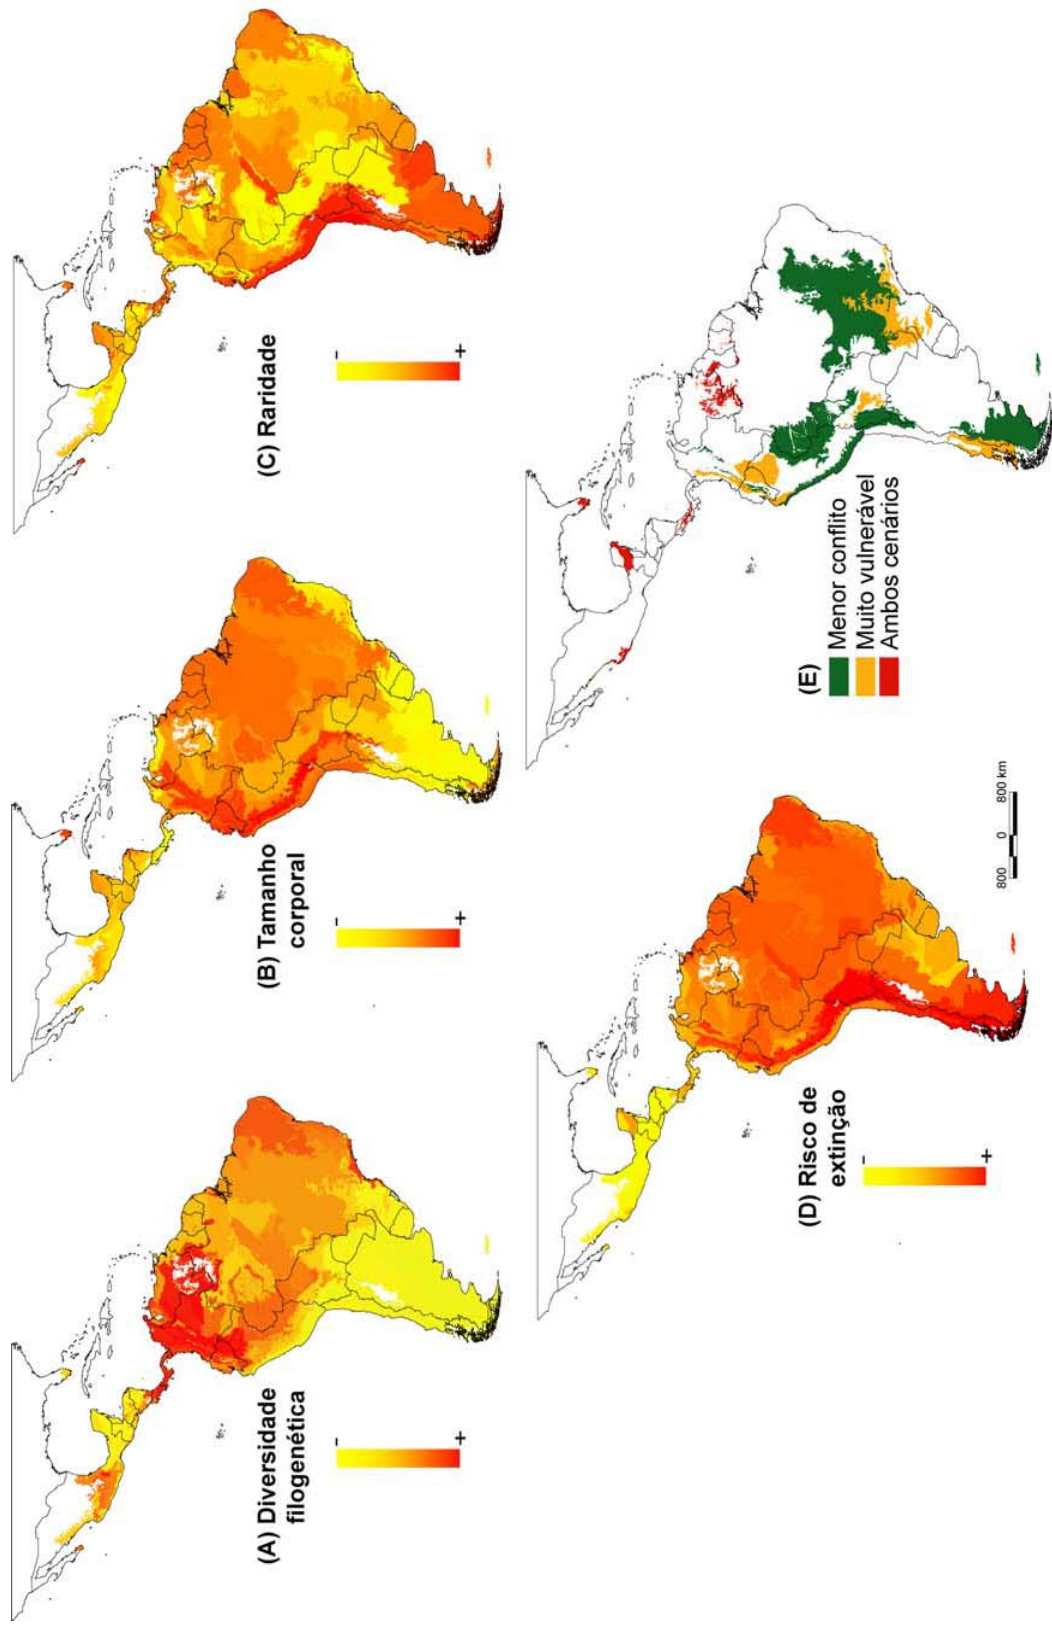 (A) Diversidade
filogenética
-
+
(B) Tamanho
corporal
-
+
(C) Raridade
-
+
(D) Risco de
extinção
-
+
800 0 800 km
(E)
Menor conflito
Muito vulnerável
Ambos cenários